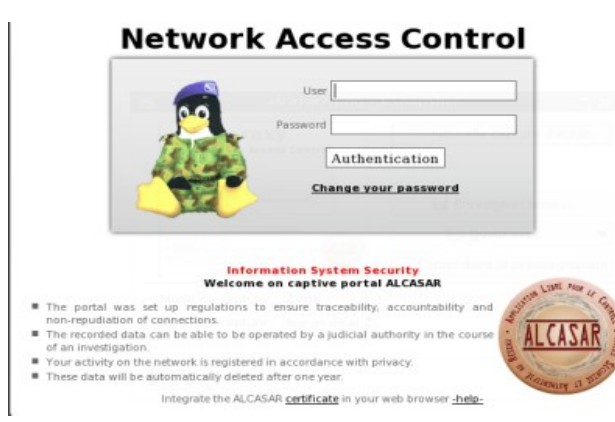 Network Access Control
User
Password
Authentication
Change your password
Information System Security
Welcome on captive portal ALCASAR
The portal was set up regulations to ensure traceability, accountability and
non-repudiation of connections.
The recorded data can be able to be operated by a judicial authority in the course
of an investigation.
Your activity on the network is registered in accordance with privacy.
These data will be automatically deleted after one year.
Integrate the ALCASAR certificate in your web browser -help-
ALCASAR